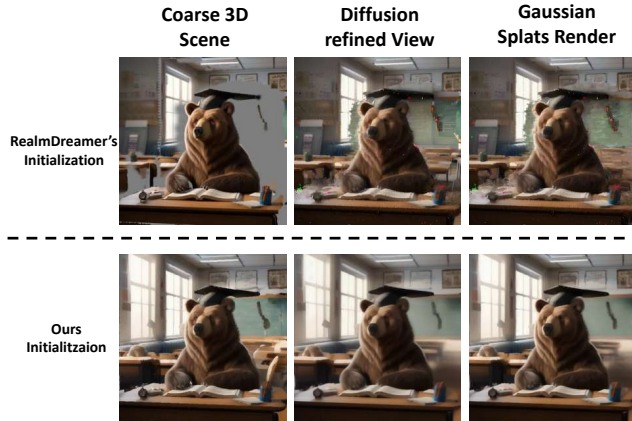 Coarse 3D
Scene
Diffusion
refined View
Gaussian
Splats Render
RealmDreamer's
Initialization
Ours
Initialitzaion